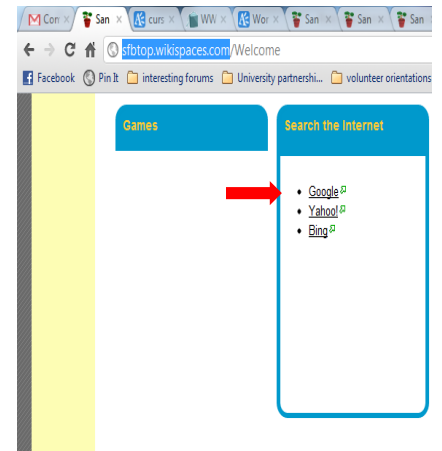 Con San curs WW Wor San San San
sfbtop.wikispaces.com/Welcome
Facebook Pin It interesting forums University partnershi... volunteer orientations
Games
Search the Internet
Google
Yahoo!
Bing